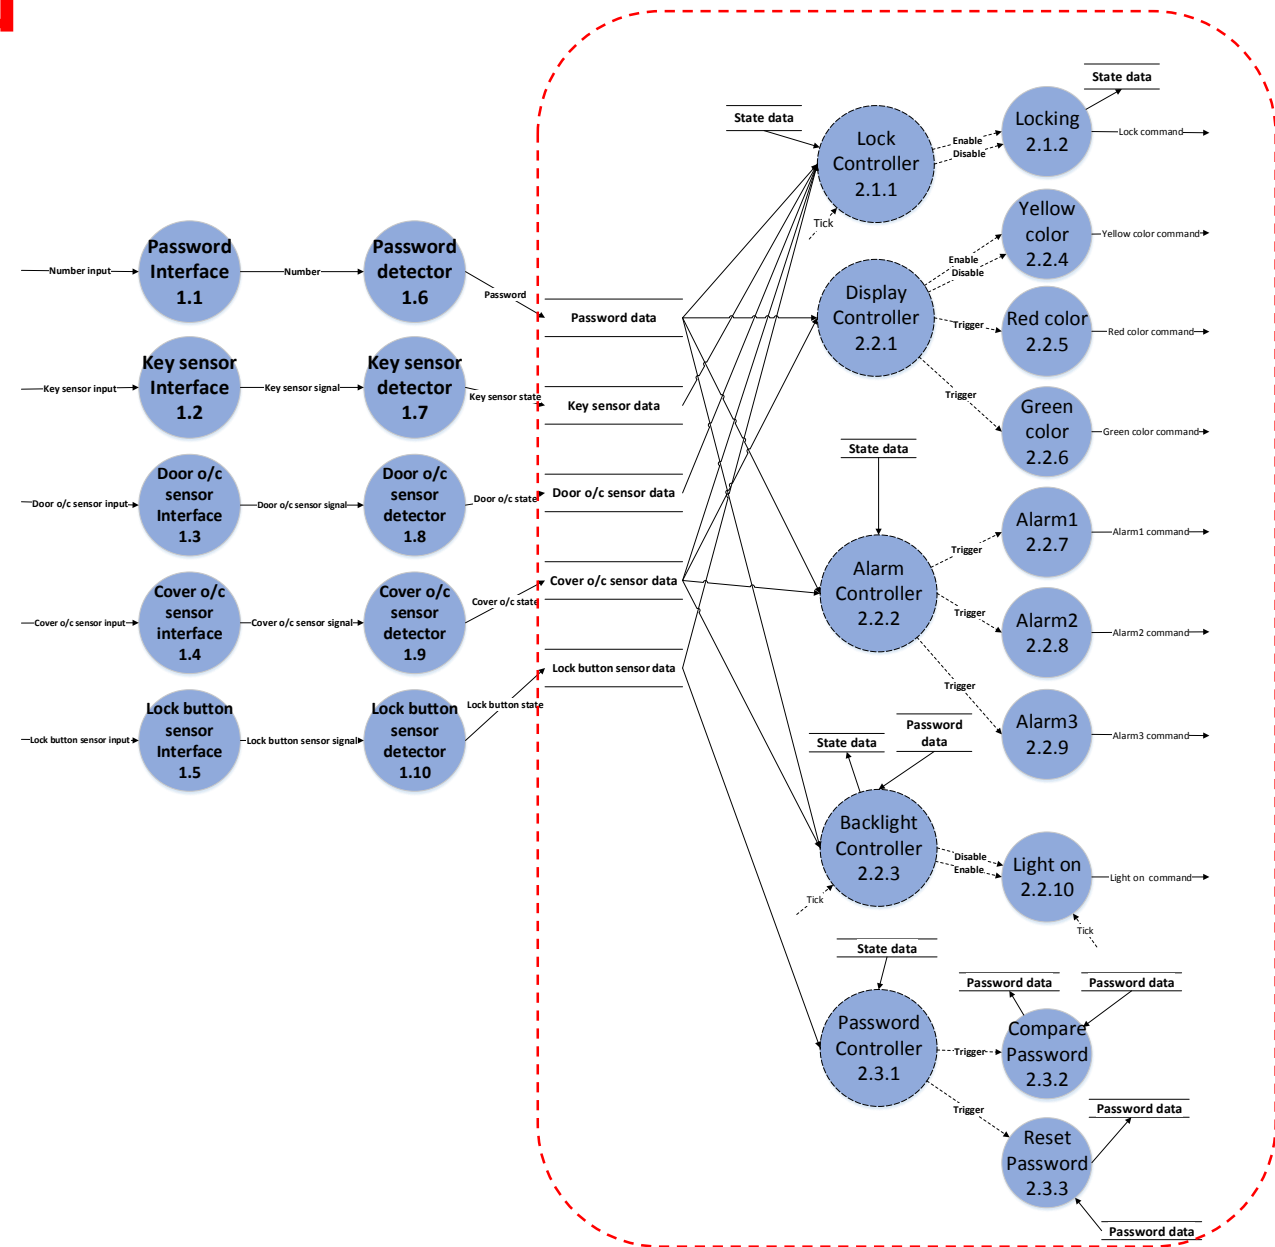 Number input
Password
Interface
1.1
Number
Password
detector
1.6
Password
Password data
Key sensor input
Key sensor
Interface
1.2
Key sensor signal
Key sensor
detector
1.7
Key sensor state
Key sensor data
Door o/c sensor input
Door o/c
sensor
Interface
1.3
Door o/c sensor signal
Door o/c
sensor
detector
1.8
Door o/c state
Door o/c sensor data
Cover o/c sensor input
Cover o/c
sensor
interface
1.4
Cover o/c sensor signal
Cover o/c
sensor
detector
1.9
Cover o/c state
Cover o/c sensor data
Lock button sensor input
Lock button
sensor
Interface
1.5
Lock button sensor signal
Lock button
sensor
detector
1.10
Lock button state
Lock button sensor data
State data
Lock
Controller
2.1.1
Tick
Enable
Disable
Locking
2.1.2
State data
Lock command
Display
Controller
2.2.1
Enable
Disable
Yellow
color
2.2.4
Yellow color command
Trigger
Red color
2.2.5
Red color command
Trigger
Green
color
2.2.6
Green color command
State data
Alarm
Controller
2.2.2
Trigger
Alarm1
2.2.7
Alarm1 command
Trigger
Alarm2
2.2.8
Alarm2 command
Trigger
Alarm3
2.2.9
Alarm3 command
State data
Password
data
Backlight
Controller
2.2.3
Tick
Disable
Enable
Light on
2.2.10
Light on command
Tick
State data
Password
Controller
2.3.1
Trigger
Password data
Password data
Compare
Password
2.3.2
Trigger
Password data
Reset
Password
2.3.3
Password data